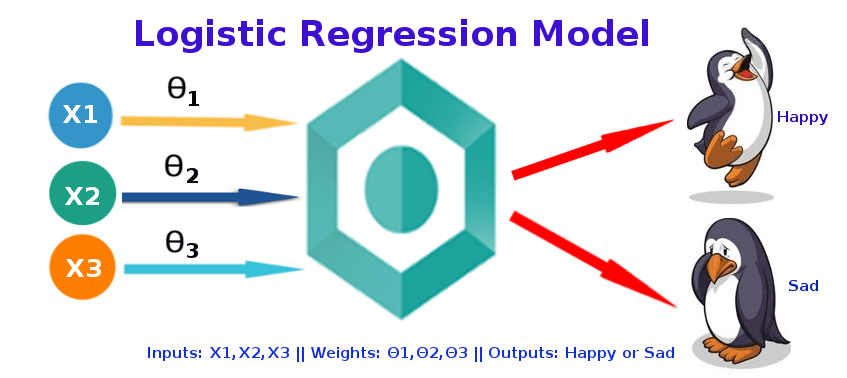 Logistic Regression Model
X1
Θ1
X2
Θ2
X3
Θ3
Happy
Sad
Inputs: X1,X2,X3 || Weights: Θ1,Θ2,Θ3 || Outputs: Happy or Sad